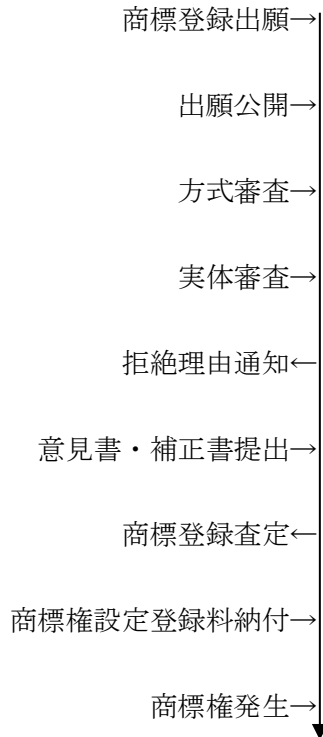 商標登録出願→
出願公開→
方式審査→
実体審査→
拒絶理由通知←
意見書・補正書提出→
商標登録査定←
商標権設定登録料納付→
商標権発生→